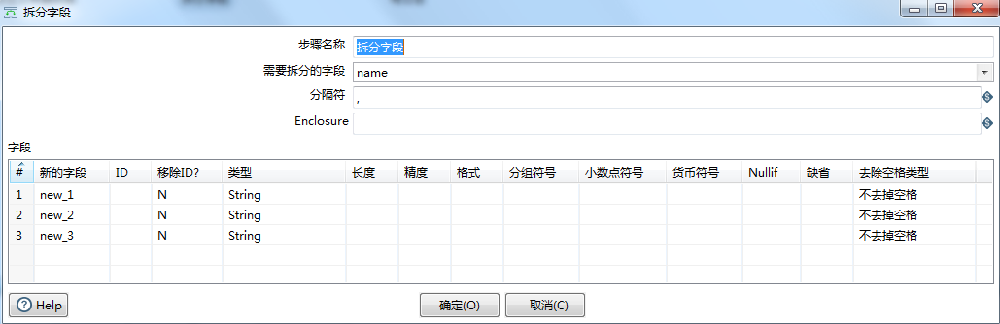 拆分字段
步骤名称 拆分字段
需要拆分的字段 name
分隔符 ,
Enclosure
字段
# 新的字段 ID 移除ID? 类型 长度 精度 格式 分组符号 小数点符号 货币符号 Nullif 缺省 去除空格类型
1 new_1 N String 不去掉空格
2 new_2 N String 不去掉空格
3 new_3 N String 不去掉空格
Help 确定(O) 取消(C)